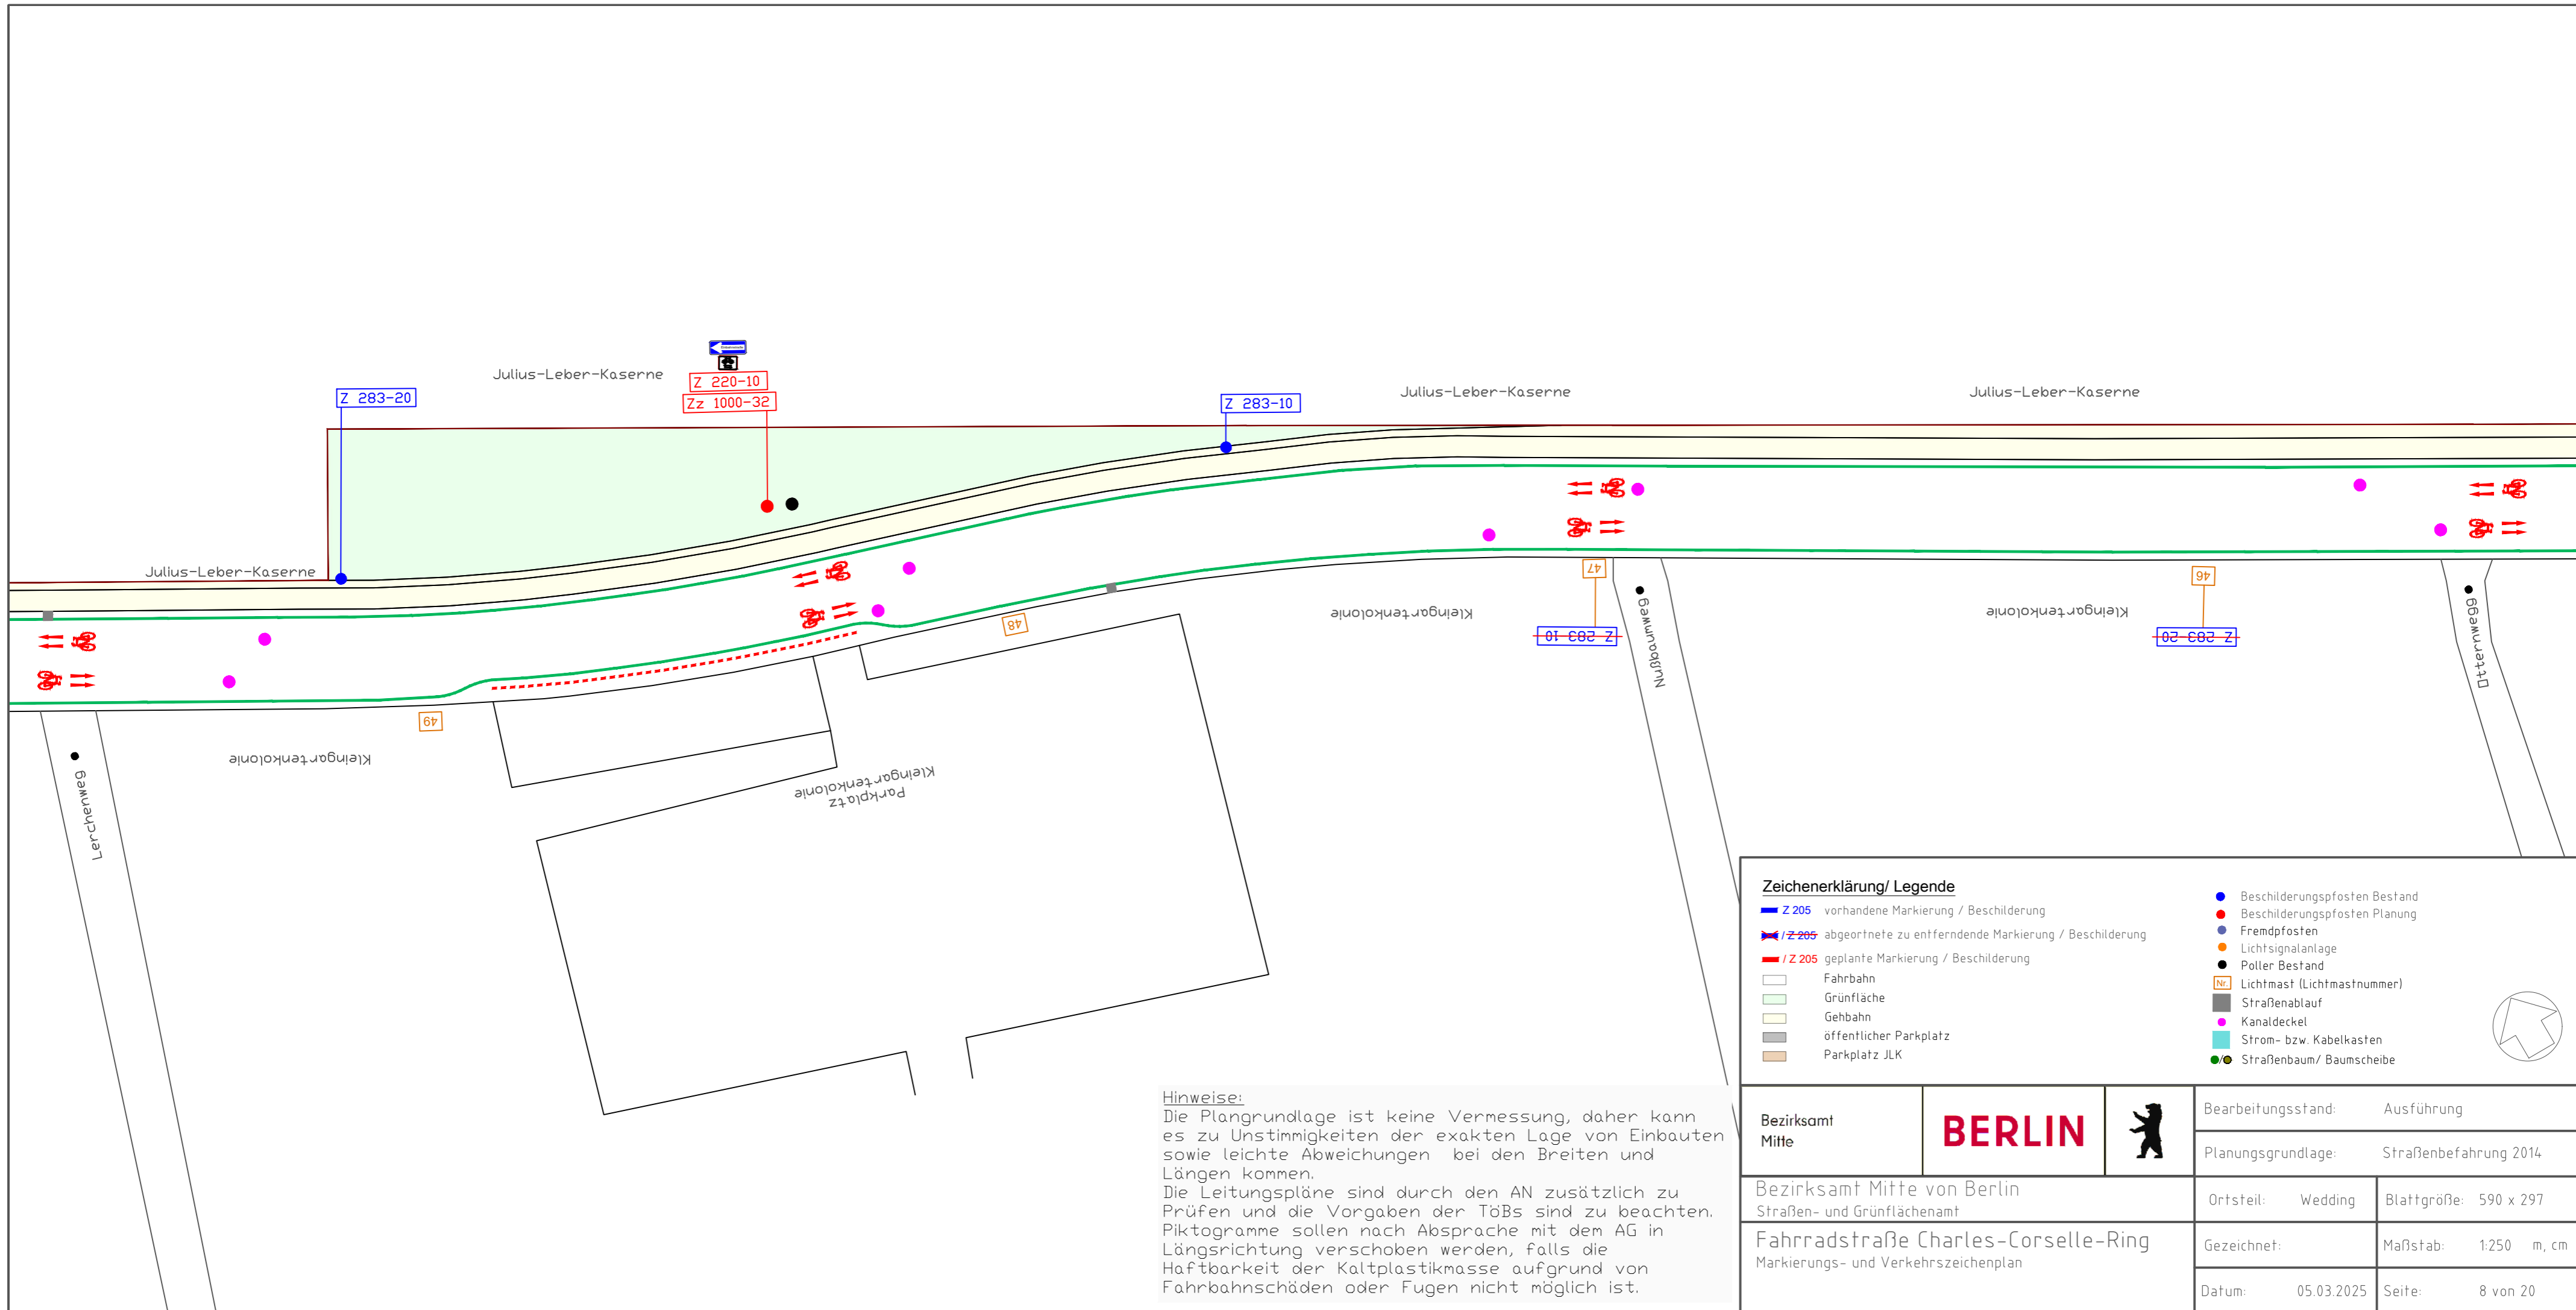 Julius-Leber-Kaserne
Z 220-10
Zz 1000-32
Z 283-20
Z 283-10
Julius-Leber-Kaserne
Julius-Leber-Kaserne
Julius-Leber-Kaserne
47
46
48
49
Z 283-10
Z 283-20
Kleingartenkolonie
Kleingartenkolonie
Kleingartenkolonie
Kleingartenkolonie
Parkplatz
Nußbaumweg
Otternweg
Lerchenweg
Zeichenerklärung/ Legende
Z 205 vorhandene Markierung / Beschilderung
/ Z 205 abgeortnete zu entferndende Markierung / Beschilderung
/ Z 205 geplante Markierung / Beschilderung
Fahrbahn
Grünfläche
Gehbahn
öffentlicher Parkplatz
Parkplatz JLK
Beschilderungspfosten Bestand
Beschilderungspfosten Planung
Fremdpfosten
Lichtsignalanlage
Poller Bestand
Nr. Lichtmast (Lichtmastnummer)
Straßenablauf
Kanaldeckel
Strom- bzw. Kabelkasten
Straßenbaum/ Baumscheibe
Hinweise:
Die Plangrundlage ist keine Vermessung, daher kann
es zu Unstimmigkeiten der exakten Lage von Einbauten
sowie leichte Abweichungen bei den Breiten und
Längen kommen.
Die Leitungspläne sind durch den AN zusätzlich zu
Prüfen und die Vorgaben der TöBs sind zu beachten.
Piktogramme sollen nach Absprache mit dem AG in
Längsrichtung verschoben werden, falls die
Haftbarkeit der Kaltplastikmasse aufgrund von
Fahrbahnschäden oder Fugen nicht möglich ist.
Bezirksamt
Mitte
BERLIN
Bezirksamt Mitte von Berlin
Straßen- und Grünflächenamt
Fahrradstraße Charles-Corselle-Ring
Markierungs- und Verkehrszeichenplan
Bearbeitungsstand: Ausführung
Planungsgrundlage: Straßenbefahrung 2014
Ortsteil: Wedding
Blattgröße: 590 x 297
Gezeichnet:
Maßstab: 1:250 m, cm
Datum: 05.03.2025
Seite: 8 von 20